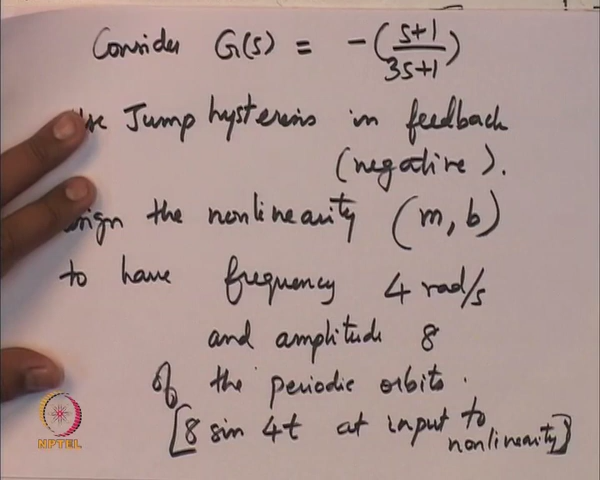 Consider G(s) = -(s+1/3s+1)
Jump hysterisis in feedback
(negative).
the nonlinearity (m, b)
to have frequency 4 rad/s
and amplitude 8
of the periodic orbits.
[8 sin 4t at input to
nonlinearity]
NPTEL